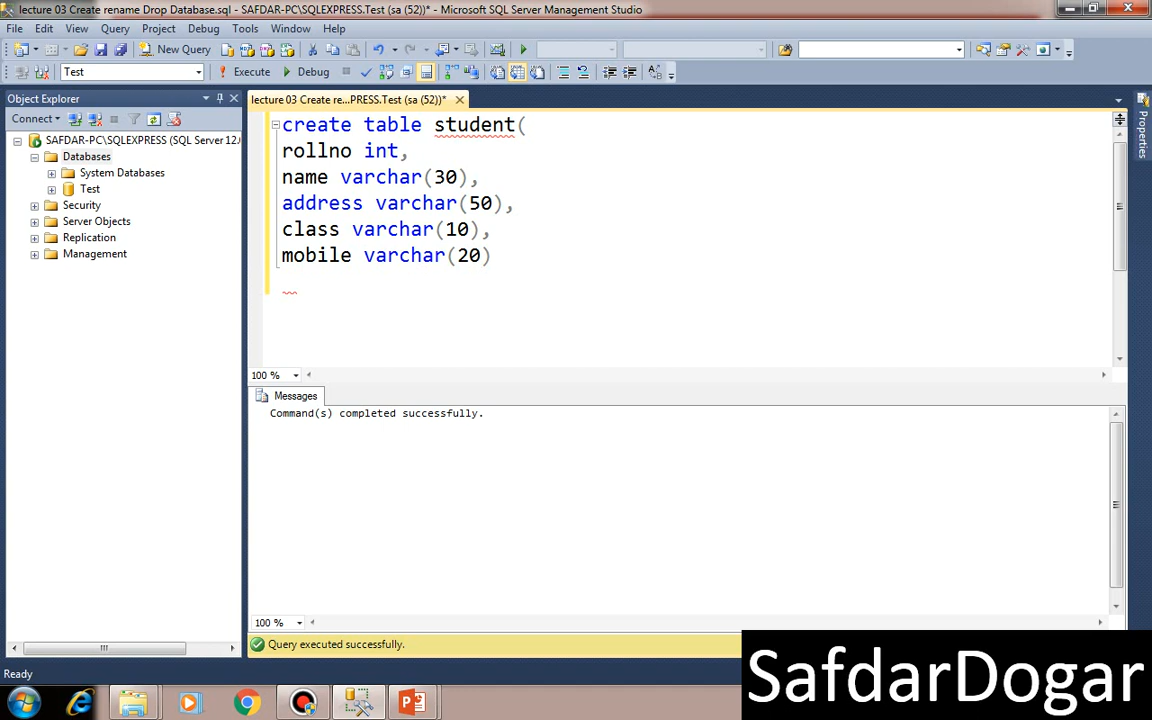 lecture 03 Create rename Drop Database.sql - SAFDAR-PC\SQLEXPRESS.Test (sa (52))* - Microsoft SQL Server Management Studio
File Edit View Query Project Debug Tools Window Help
New Query
Test Execute Debug
Object Explorer
lecture 03 Create re...PRESS.Test (sa (52))*
Connect
SAFDAR-PC\SQLEXPRESS (SQL Server 12.
Databases
System Databases
Test
Security
Server Objects
Replication
Management
create table student(
rollno int,
name varchar(30),
address varchar(50),
class varchar(10),
mobile varchar(20)
100 %
Messages
Command(s) completed successfully.
100 %
Query executed successfully.
Properties
Ready
SafdarDogar